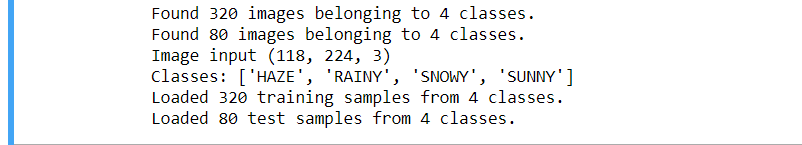 Found 320 images belonging to 4 classes.
Found 80 images belonging to 4 classes.
Image input (118, 224, 3)
Classes: ['HAZE', 'RAINY', 'SNOWY', 'SUNNY']
Loaded 320 training samples from 4 classes.
Loaded 80 test samples from 4 classes.